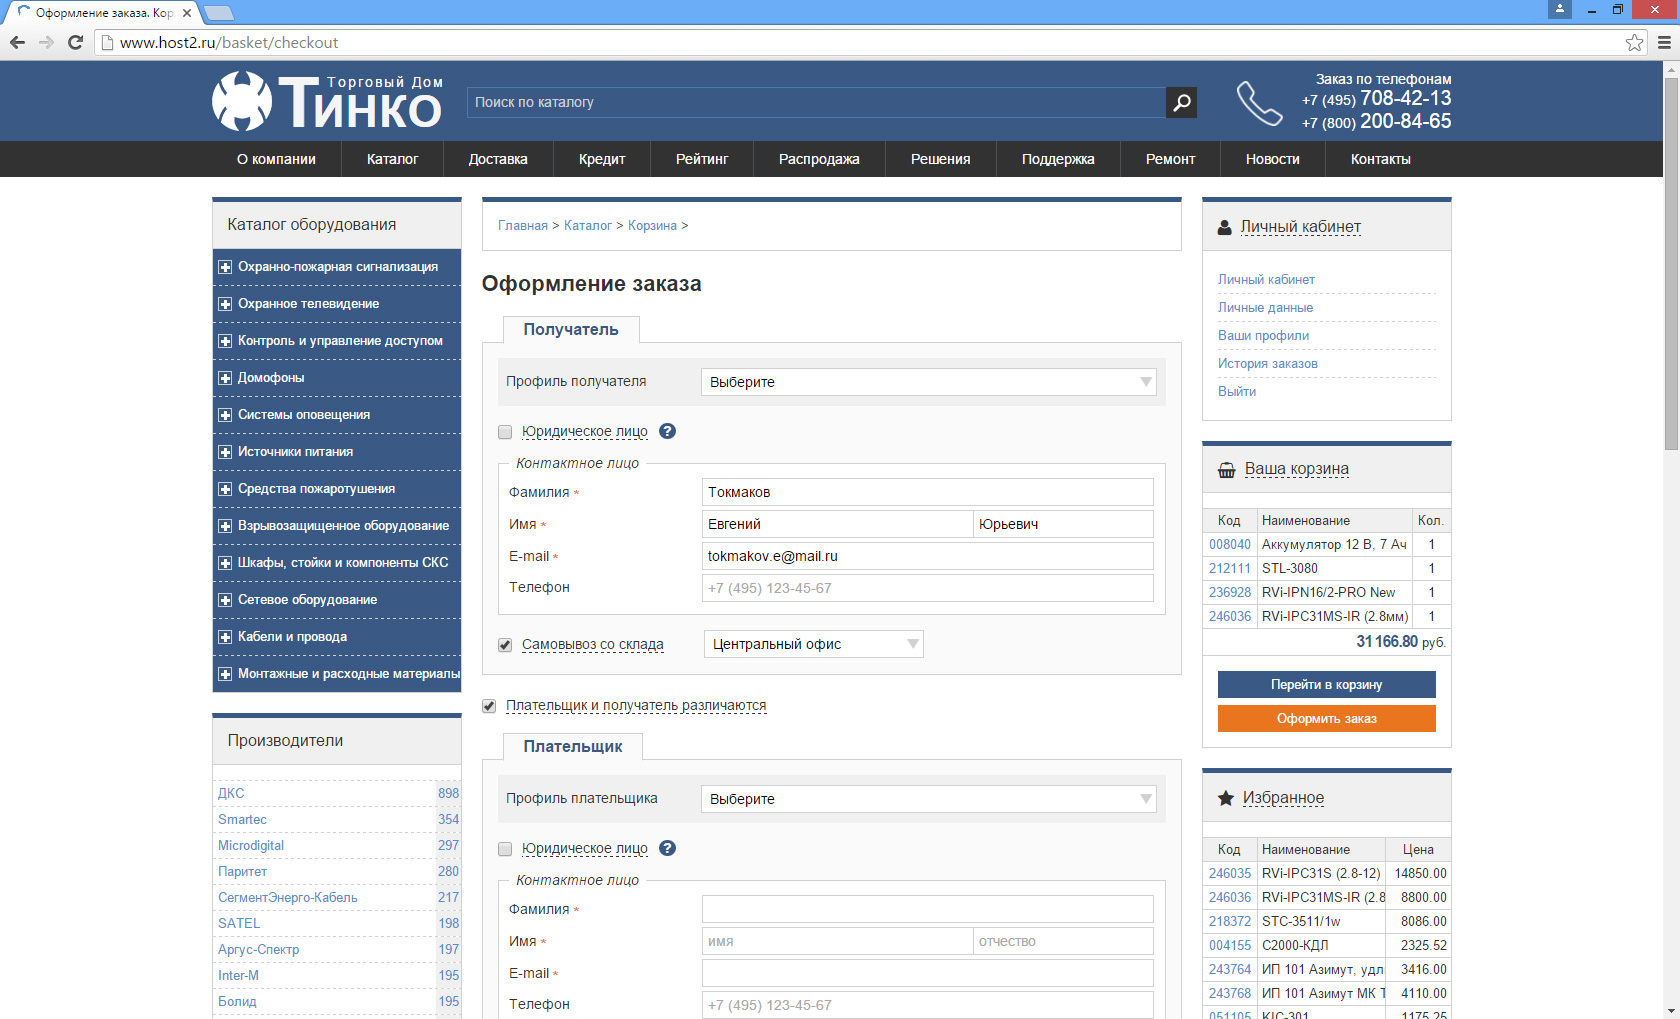 Оформление заказа. Кор
www.host2.ru/basket/checkout
Торговый Дом
Тинко
Поиск по каталогу
Заказ по телефонам
+7 (495) 708-42-13
+7 (800) 200-84-65
О компании Каталог Доставка Кредит Рейтинг Распродажа Решения Поддержка Ремонт Новости Контакты
Каталог оборудования
Охранно-пожарная сигнализация
Охранное телевидение
Контроль и управление доступом
Домофоны
Системы оповещения
Источники питания
Средства пожаротушения
Взрывозащищенное оборудование
Шкафы, стойки и компоненты СКС
Сетевое оборудование
Кабели и провода
Монтажные и расходные материалы
Производители
ДКС 898
Smartec 354
Microdigital 297
Паритет 280
СегментЭнерго-Кабель 217
SATEL 198
Аргус-Спектр 197
Inter-M 195
Болид 195
Главная > Каталог > Корзина >
Оформление заказа
Получатель
Профиль получателя Выберите
Юридическое лицо ?
Контактное лицо
Фамилия * Токмаков
Имя * Евгений Юрьевич
E-mail * tokmakov.e@mail.ru
Телефон +7 (495) 123-45-67
Самовывоз со склада Центральный офис
Плательщик и получатель различаются
Плательщик
Профиль плательщика Выберите
Юридическое лицо ?
Контактное лицо
Фамилия *
Имя * имя отчество
E-mail *
Телефон +7 (495) 123-45-67
Личный кабинет
Личный кабинет
Личные данные
Ваши профили
История заказов
Выйти
Ваша корзина
Код Наименование Кол.
008040 Аккумулятор 12 В, 7 Ач 1
212111 STL-3080 1
236928 RVi-IPN16/2-PRO New 1
246036 RVi-IPC31MS-IR (2.8мм) 1
31 166.80 руб.
Перейти в корзину
Оформить заказ
Избранное
Код Наименование Цена
246035 RVi-IPC31S (2.8-12) 14850.00
246036 RVi-IPC31MS-IR (2.8 8800.00
218372 STC-3511/1w 8086.00
004155 С2000-КДЛ 2325.52
243764 ИП 101 Азимут, удл 3416.00
243768 ИП 101 Азимут МК Т 4110.00
051105 KIC-301 1175.25